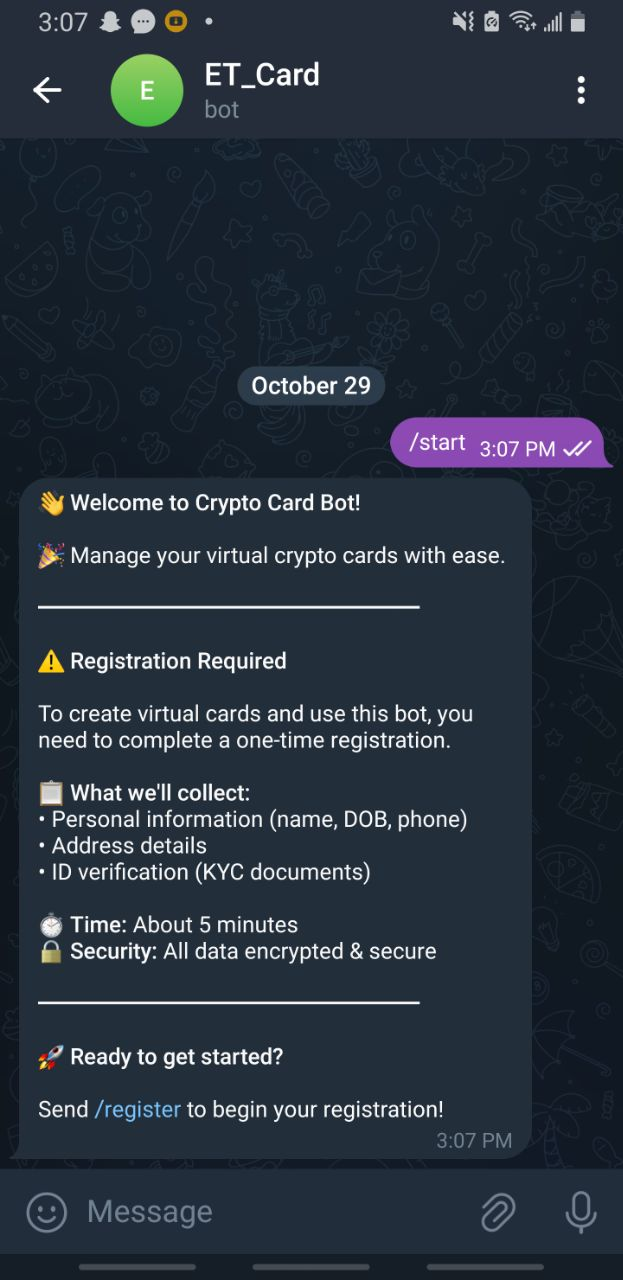 3:07
E
ET_Card
bot
October 29
/start 3:07 PM
👋 Welcome to Crypto Card Bot!
🎉 Manage your virtual crypto cards with ease.
⚠️ Registration Required
To create virtual cards and use this bot, you
need to complete a one-time registration.
📋 What we'll collect:
• Personal information (name, DOB, phone)
• Address details
• ID verification (KYC documents)
⏱️ Time: About 5 minutes
🔒 Security: All data encrypted & secure
🚀 Ready to get started?
Send /register to begin your registration!
3:07 PM
Message